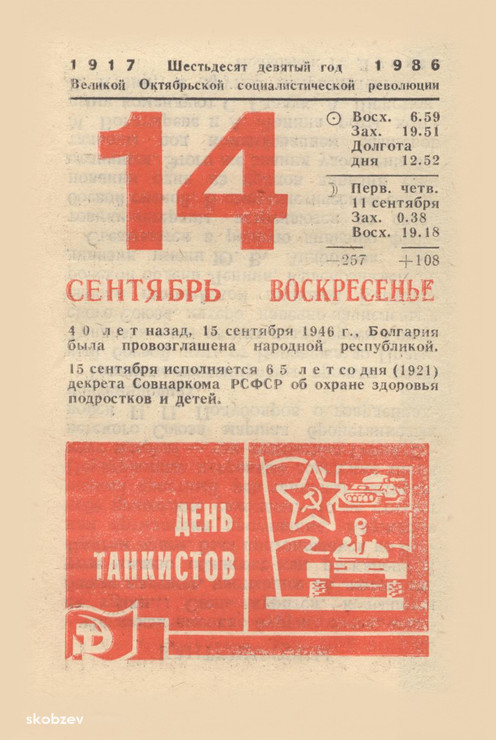 1917 Шестьдесят девятый год 1986
Великой Октябрьской социалистической революции
14
Восх. 6.59
Зах. 19.51
Долгота
дня 12.52
Перв. четв.
11 сентября
Зах. 0.38
Восх. 19.18
—257 +108
СЕНТЯБРЬ ВОСКРЕСЕНЬЕ
40 лет назад, 15 сентября 1946 г., Болгария
была провозглашена народной республикой.
15 сентября исполняется 65 лет со дня (1921)
декрета Совнаркома РСФСР об охране здоровья
подростков и детей.
ДЕНЬ
ТАНКИСТОВ
skobzev